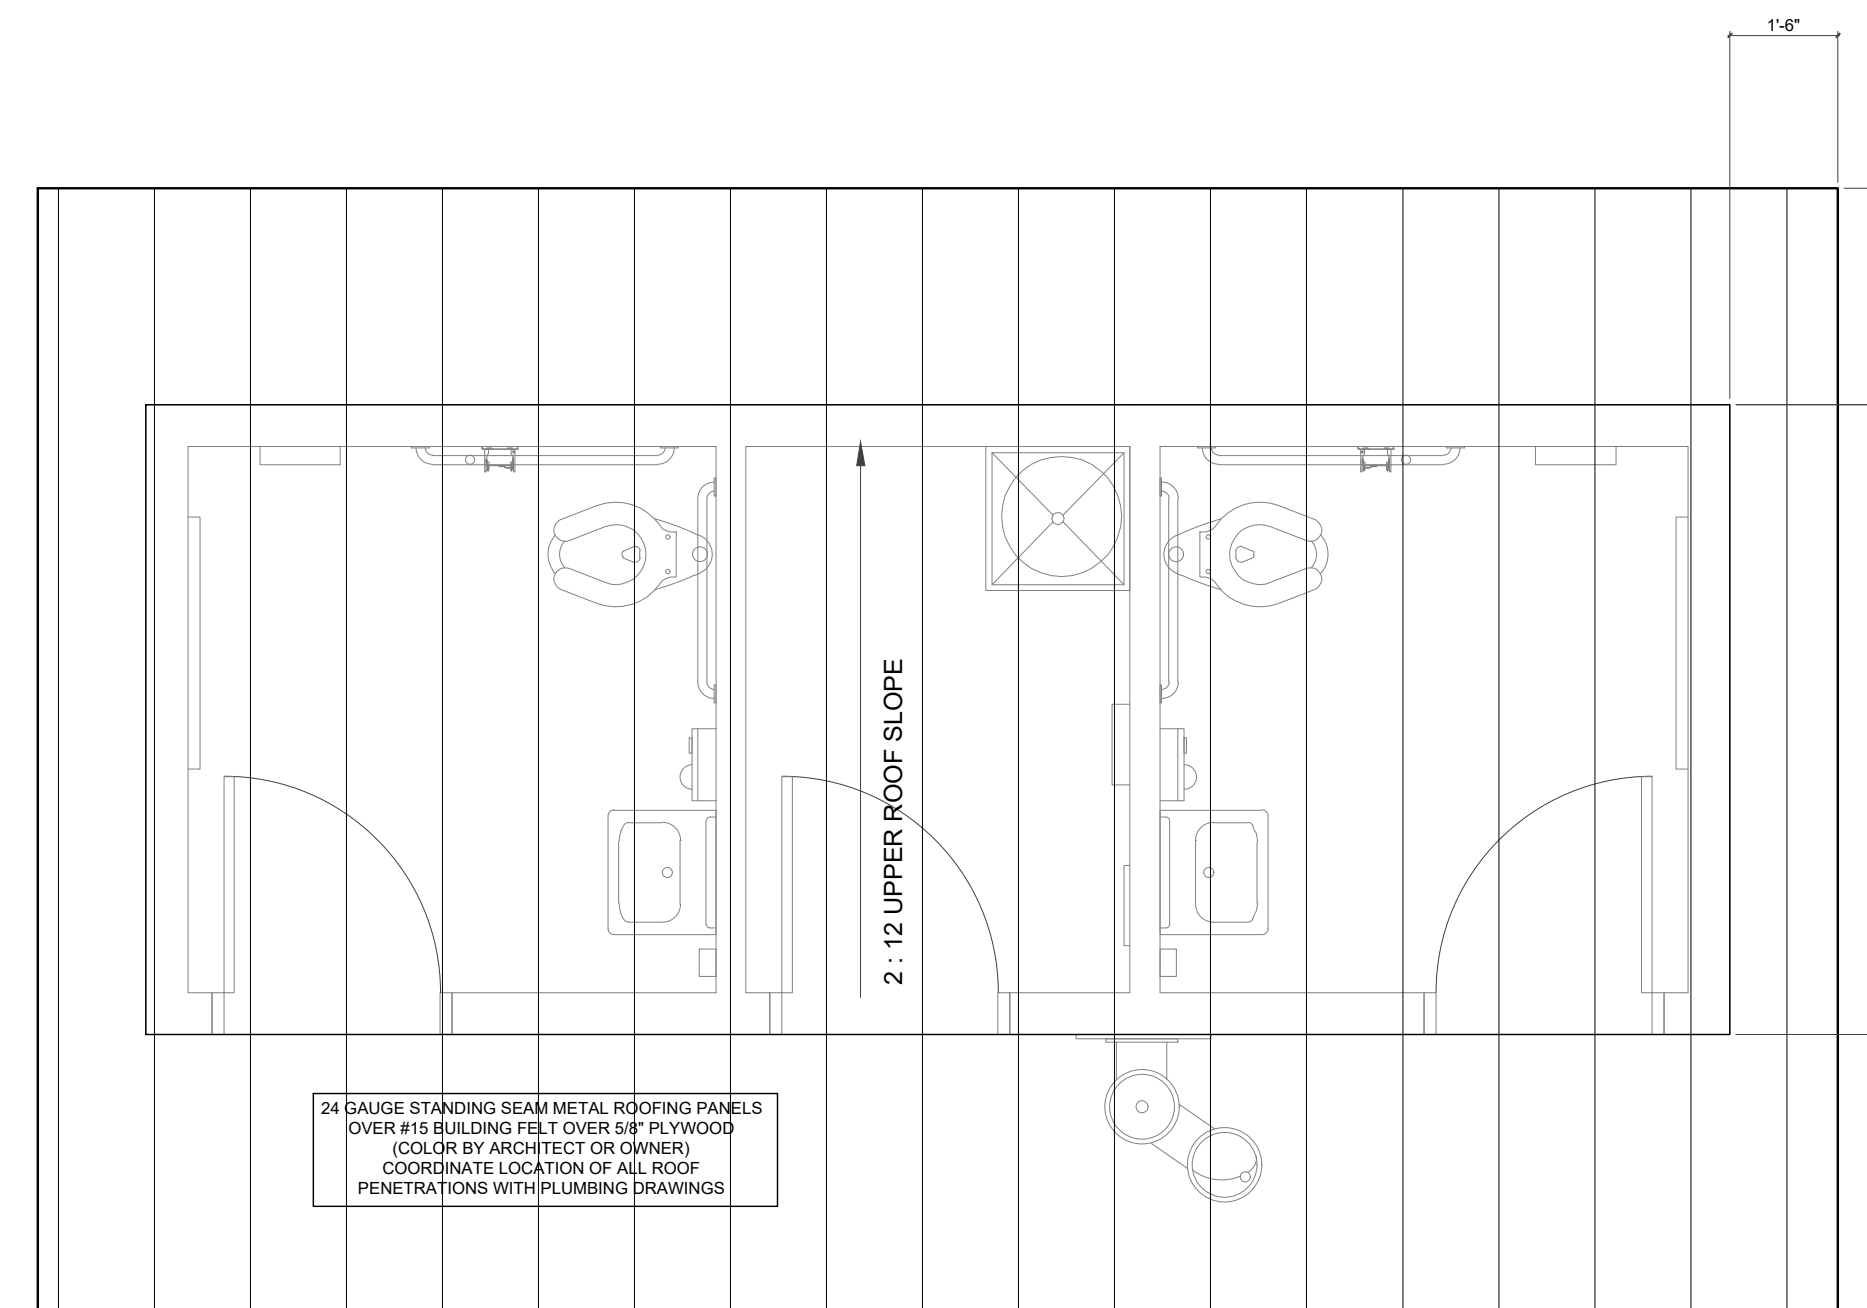 1'-6"
2 : 12 UPPER ROOF SLOPE
24 GAUGE STANDING SEAM METAL ROOFING PANELS
OVER #15 BUILDING FELT OVER 5/8" PLYWOOD
(COLOR BY ARCHITECT OR OWNER)
COORDINATE LOCATION OF ALL ROOF
PENETRATIONS WITH PLUMBING DRAWINGS